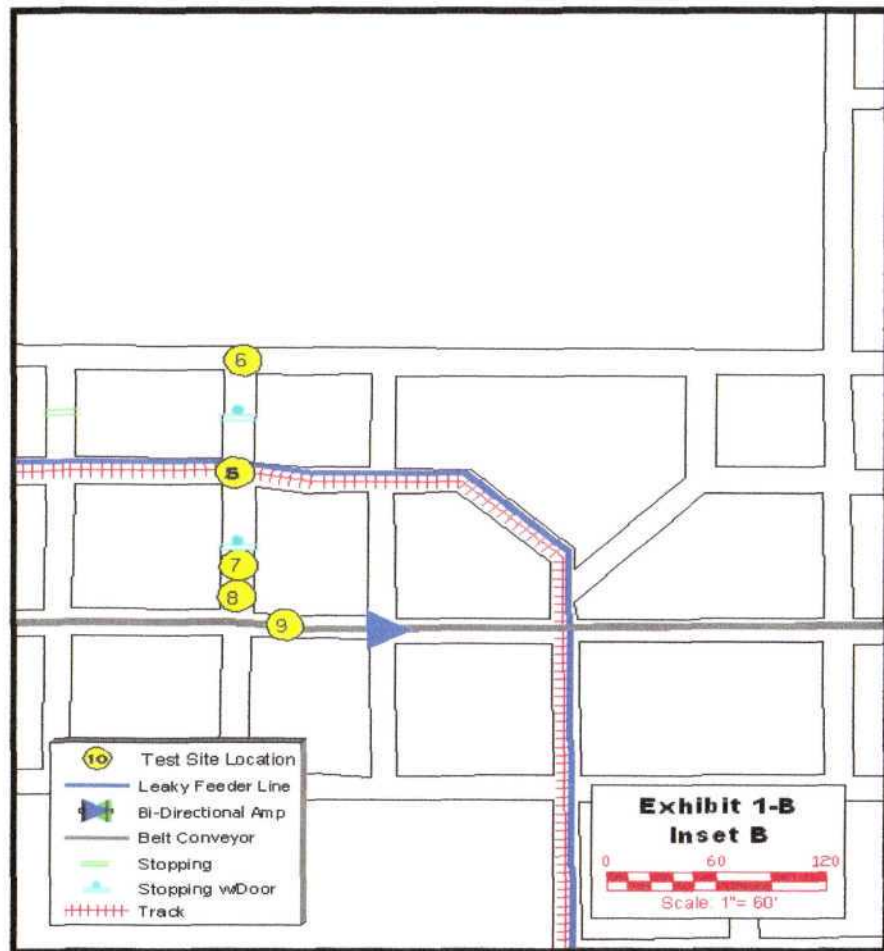 6
5
7
8
9
10 Test Site Location
Leaky Feeder Line
Bi-Directional Amp
Belt Conveyor
Stopping
Stopping w/Door
Track
Exhibit 1-B
Inset B
0 60 120
Scale: 1"= 60'